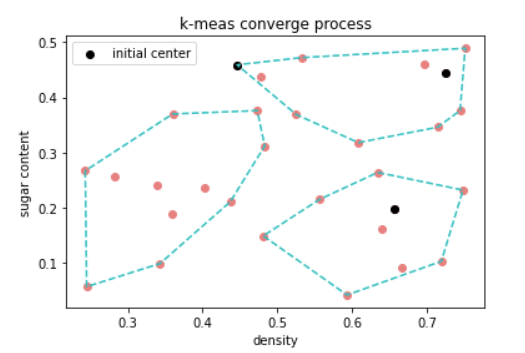 k-meas converge process
initial center
0.5
0.4
0.3
0.2
0.1
sugar content
0.3 0.4 0.5 0.6 0.7
density